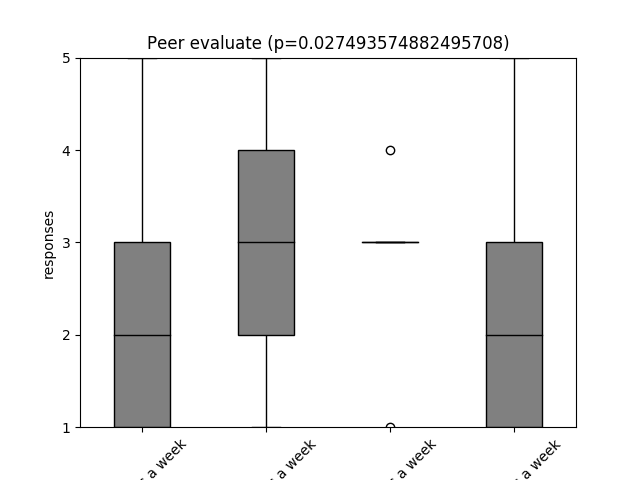 Peer evaluate (p=0.027493574882495708)
5
4
3
2
1
responses
a week
a week
a week
a week